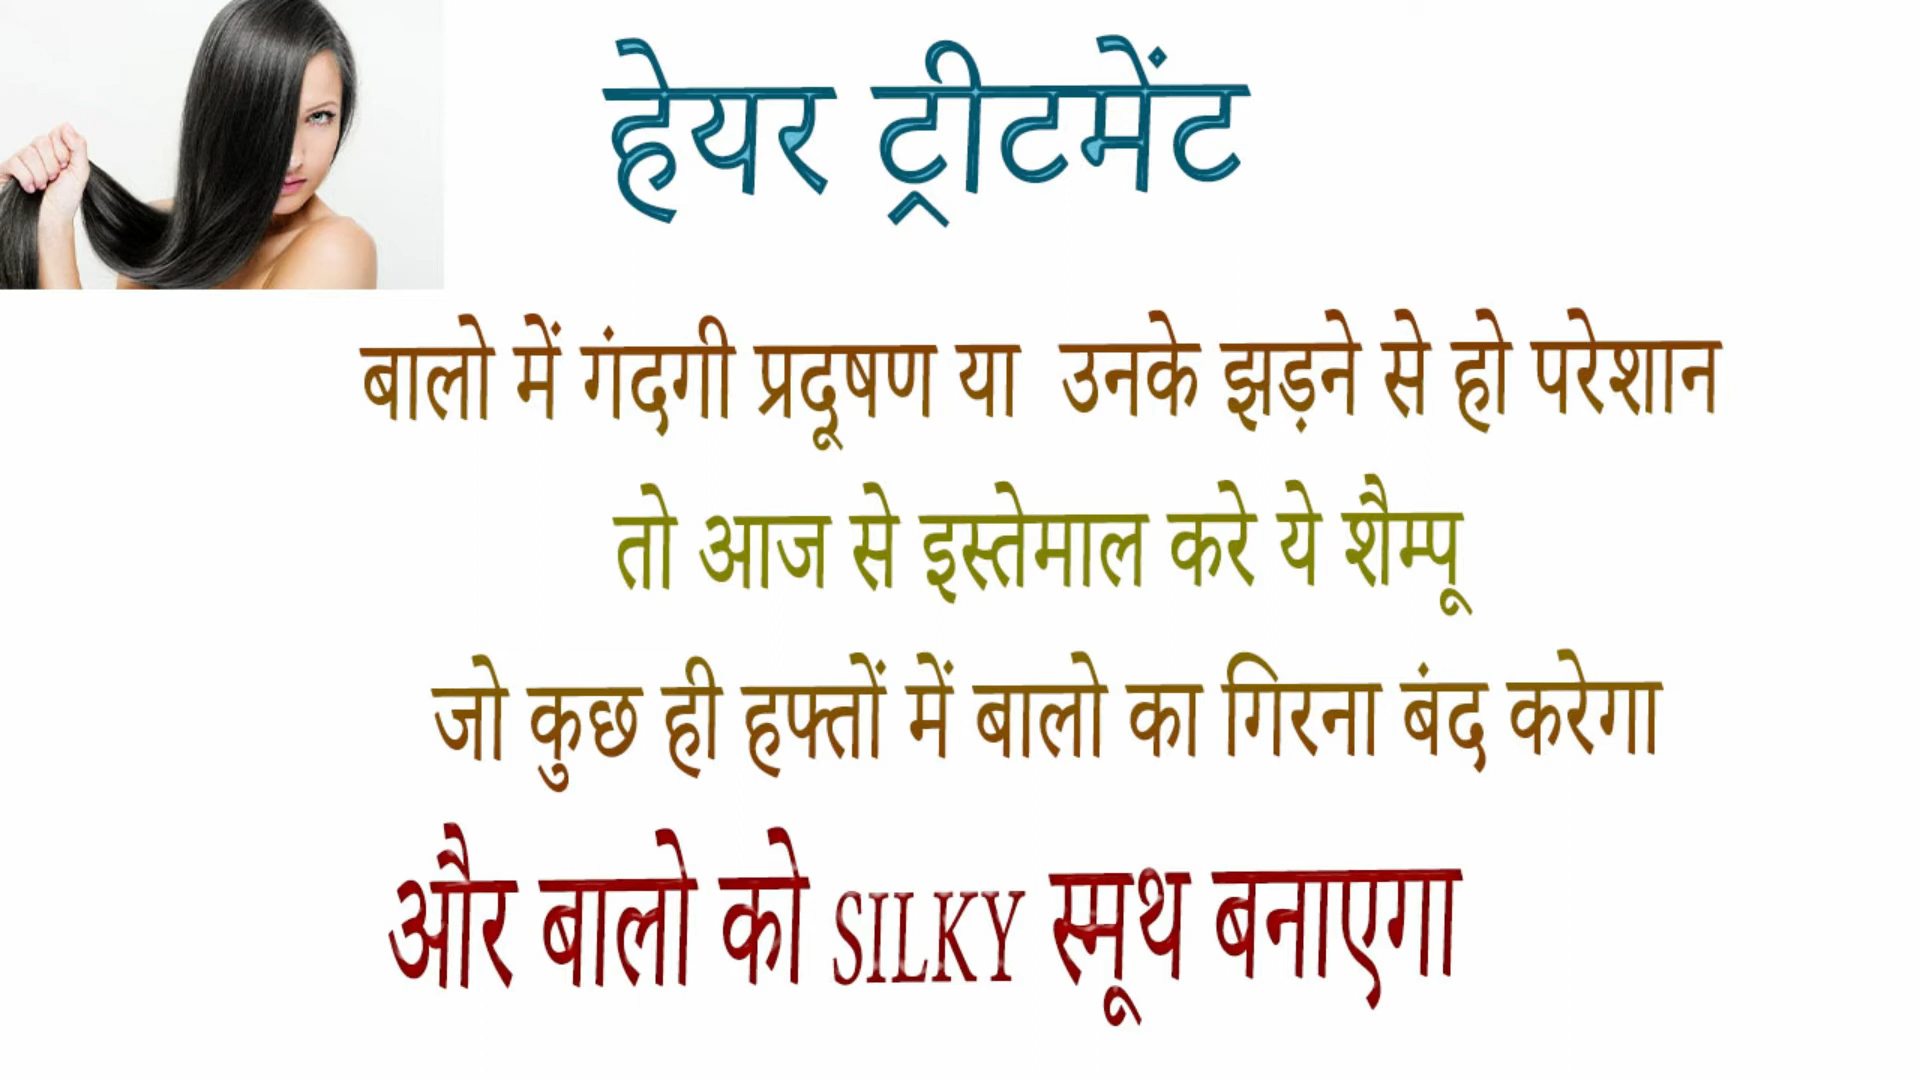 हेयर ट्रीटमेंट
बालो में गंदगी प्रदूषण या उनके झड़ने से हो परेशान
तो आज से इस्तेमाल करे ये शैम्पू
जो कुछ ही हफ्तों में बालो का गिरना बंद करेगा
और बालो को SILKY स्मूथ बनाएगा